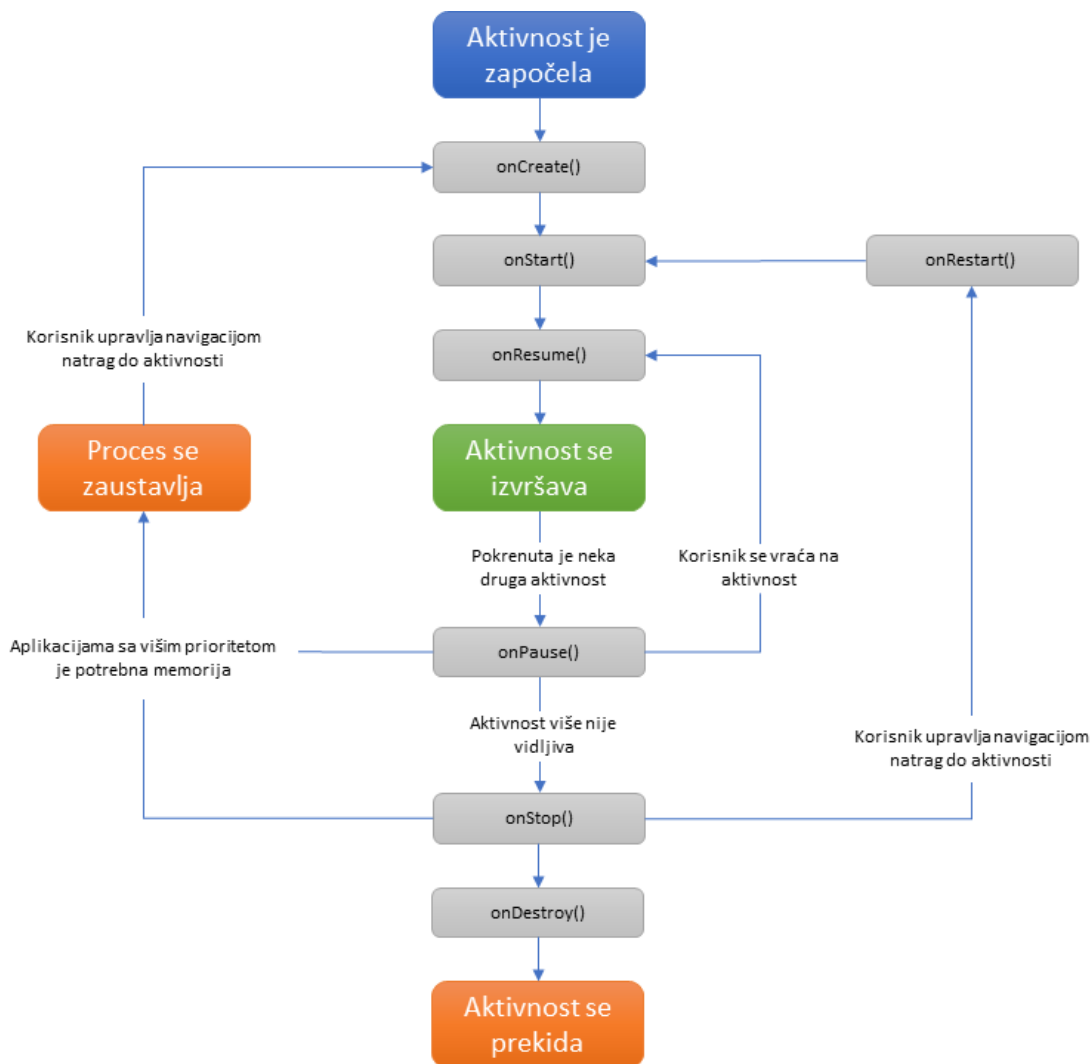 Aktivnost je
započela
onCreate()
onStart()
onRestart()
Korisnik upravlja navigacijom
natrag do aktivnosti
onResume()
Proces se
zaustavlja
Aktivnost se
izvršava
Pokrenuta je neka
druga aktivnost
Korisnik se vraća na
aktivnost
Aplikacijama sa višim prioritetom
je potrebna memorija
onPause()
Aktivnost više nije
vidljiva
Korisnik upravlja navigacijom
natrag do aktivnosti
onStop()
onDestroy()
Aktivnost se
prekida